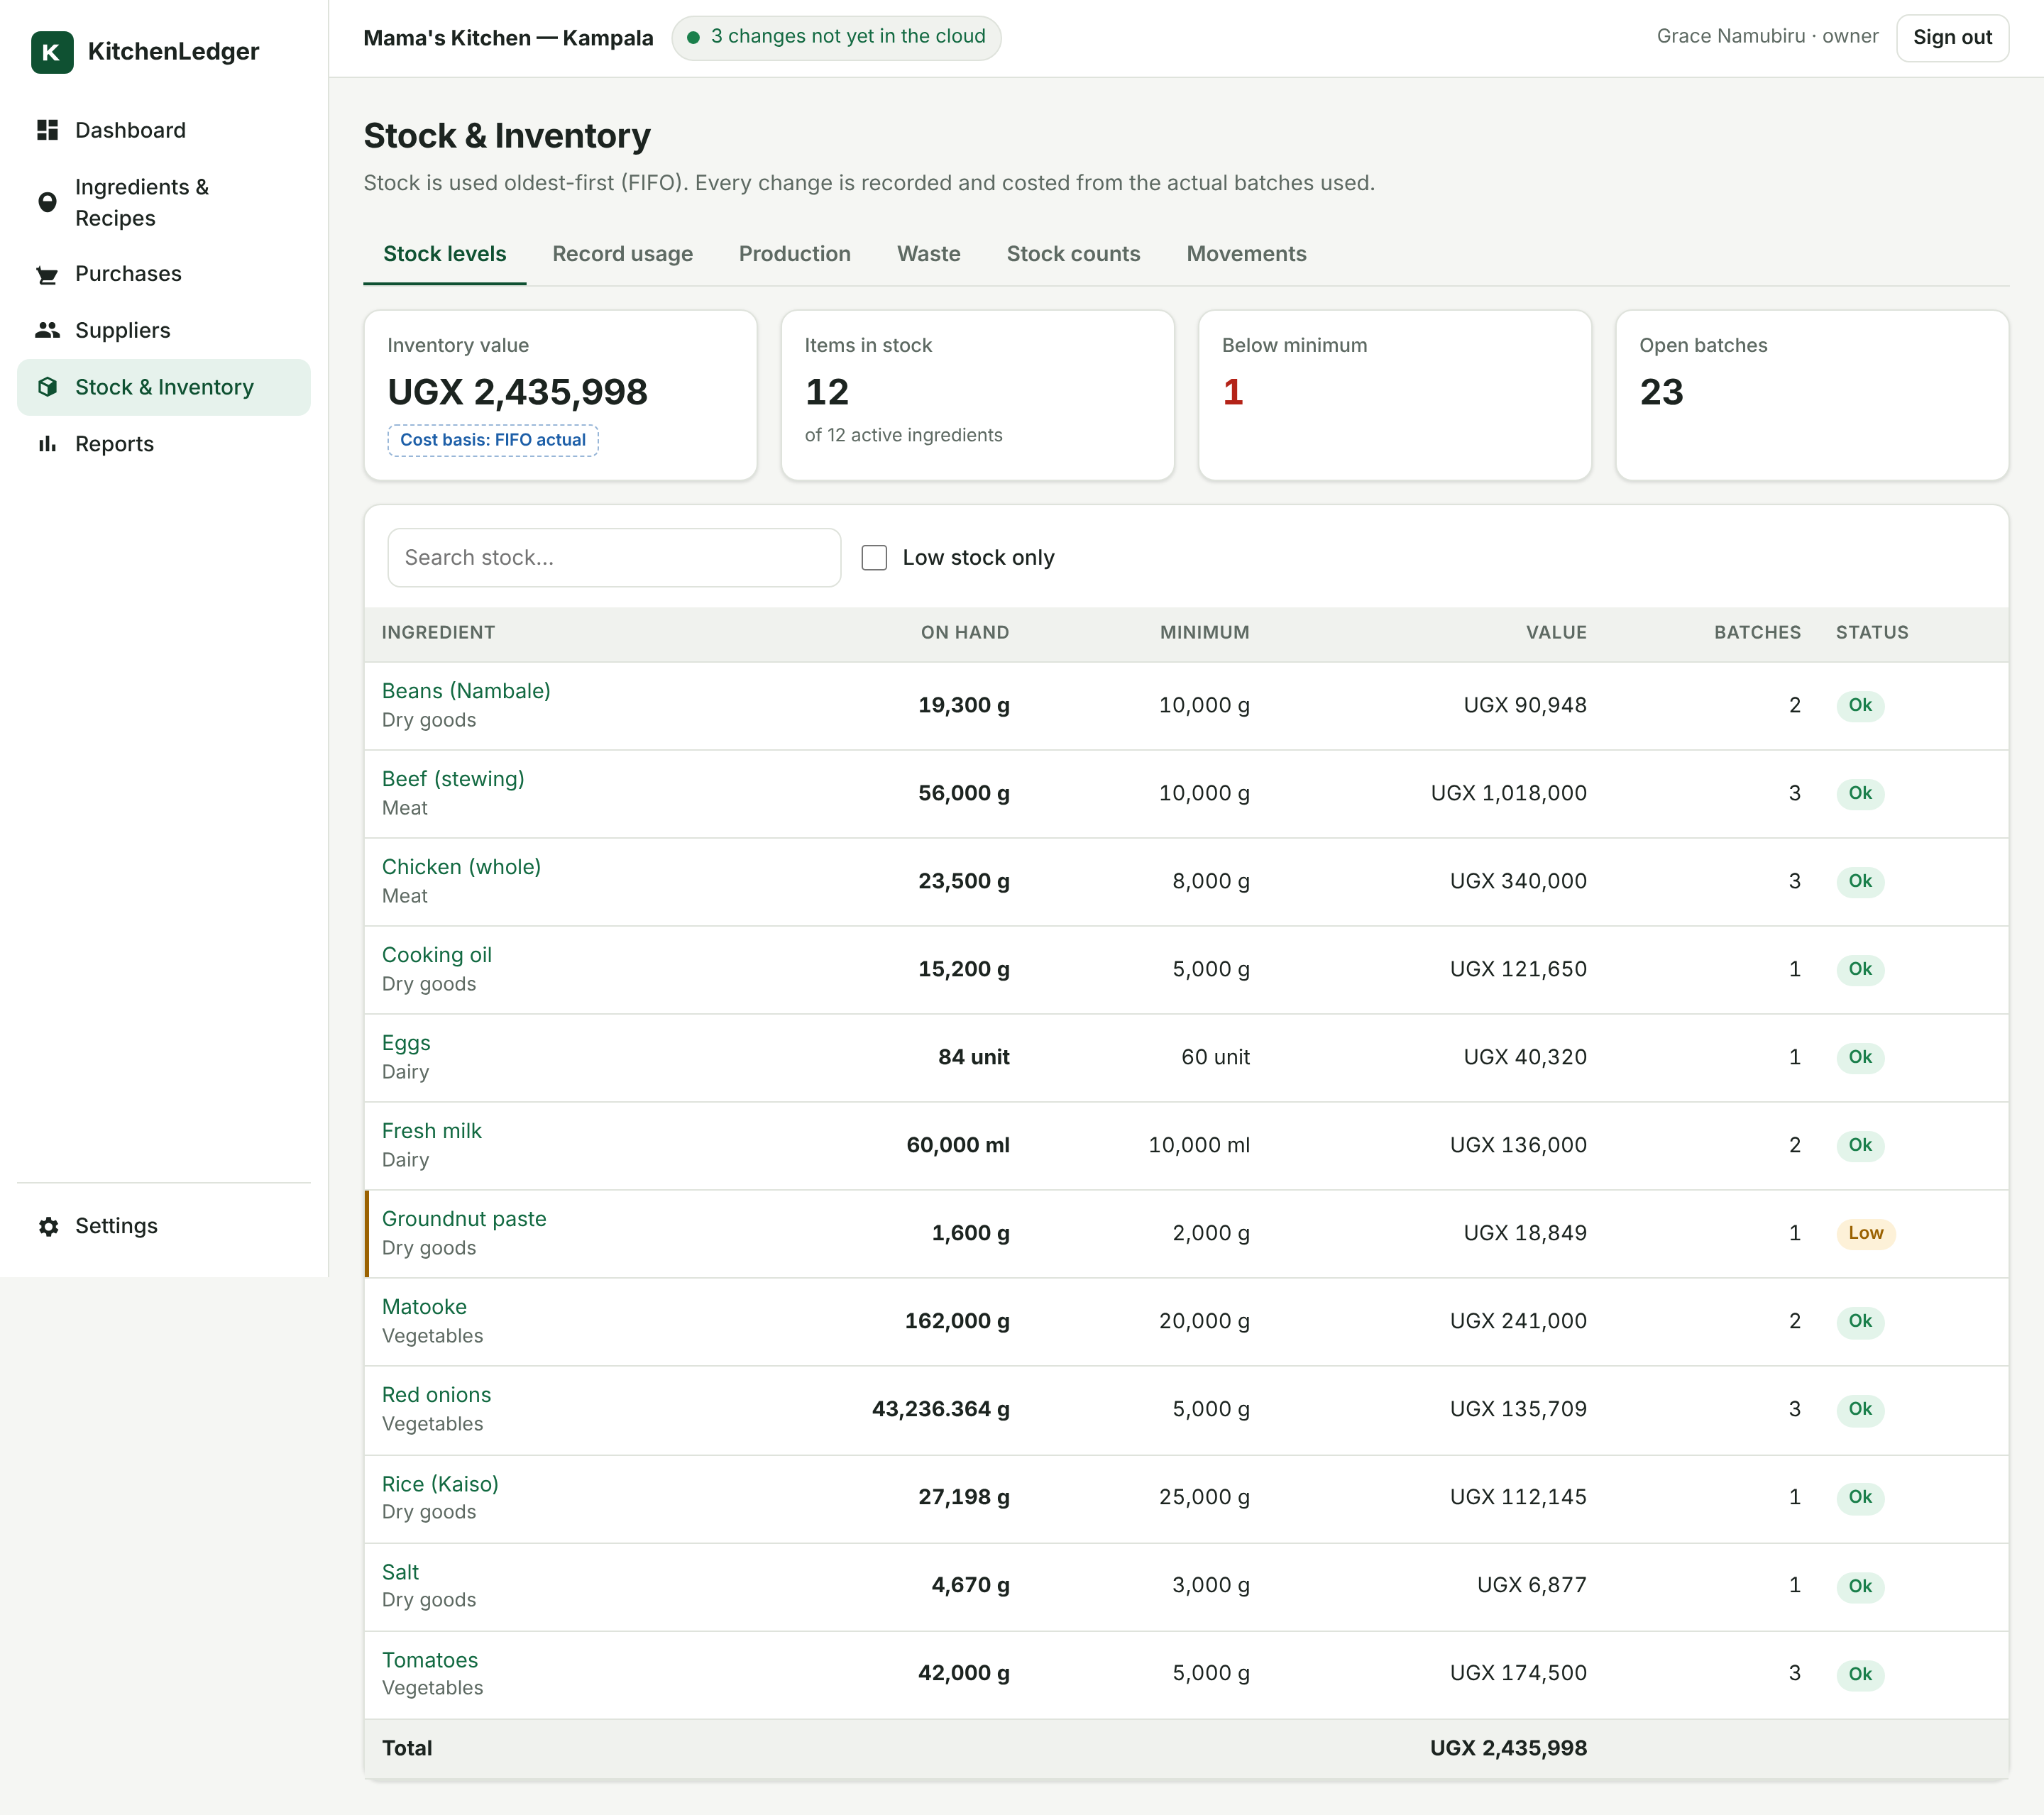 K KitchenLedger
Dashboard
Ingredients &
Recipes
Purchases
Suppliers
Stock & Inventory
Reports
Settings
Mama's Kitchen — Kampala 3 changes not yet in the cloud Grace Namubiru · owner Sign out
Stock & Inventory
Stock is used oldest-first (FIFO). Every change is recorded and costed from the actual batches used.
Stock levels Record usage Production Waste Stock counts Movements
Inventory value
UGX 2,435,998
Cost basis: FIFO actual
Items in stock
12
of 12 active ingredients
Below minimum
1
Open batches
23
Search stock... Low stock only
INGREDIENT ON HAND MINIMUM VALUE BATCHES STATUS
Beans (Nambale)
Dry goods
19,300 g 10,000 g UGX 90,948 2 Ok
Beef (stewing)
Meat
56,000 g 10,000 g UGX 1,018,000 3 Ok
Chicken (whole)
Meat
23,500 g 8,000 g UGX 340,000 3 Ok
Cooking oil
Dry goods
15,200 g 5,000 g UGX 121,650 1 Ok
Eggs
Dairy
84 unit 60 unit UGX 40,320 1 Ok
Fresh milk
Dairy
60,000 ml 10,000 ml UGX 136,000 2 Ok
Groundnut paste
Dry goods
1,600 g 2,000 g UGX 18,849 1 Low
Matooke
Vegetables
162,000 g 20,000 g UGX 241,000 2 Ok
Red onions
Vegetables
43,236.364 g 5,000 g UGX 135,709 3 Ok
Rice (Kaiso)
Dry goods
27,198 g 25,000 g UGX 112,145 1 Ok
Salt
Dry goods
4,670 g 3,000 g UGX 6,877 1 Ok
Tomatoes
Vegetables
42,000 g 5,000 g UGX 174,500 3 Ok
Total UGX 2,435,998